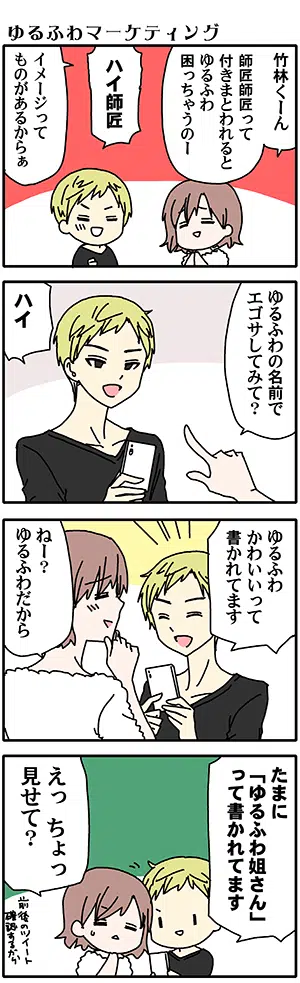 ゆるふわマーケティング
竹林くーん
師匠師匠って
付きまとわれると
ゆるふわ
困っちゃうのー
ハイ師匠
イメージって
ものがあるからぁ
ゆるふわの名前で
エゴサしてみて?
ハイ
ゆるふわ
かわいいって
書かれてます
ねー?
ゆるふわだから
たまに
「ゆるふわ姐さん」
って書かれてます
えっ ちょっ
見せて?
前後のツイート
確認するから